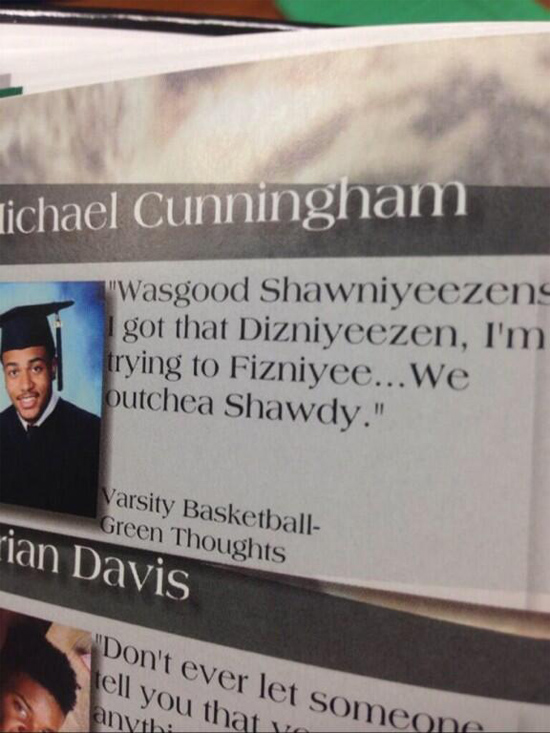 Michael Cunningham
"Wasgood Shawniyeezens
I got that Dizniyeezen, I'm
trying to Fizniyee...We
outchea Shawdy."
Varsity Basketball-
Green Thoughts
rian Davis
"Don't ever let someone
tell you that